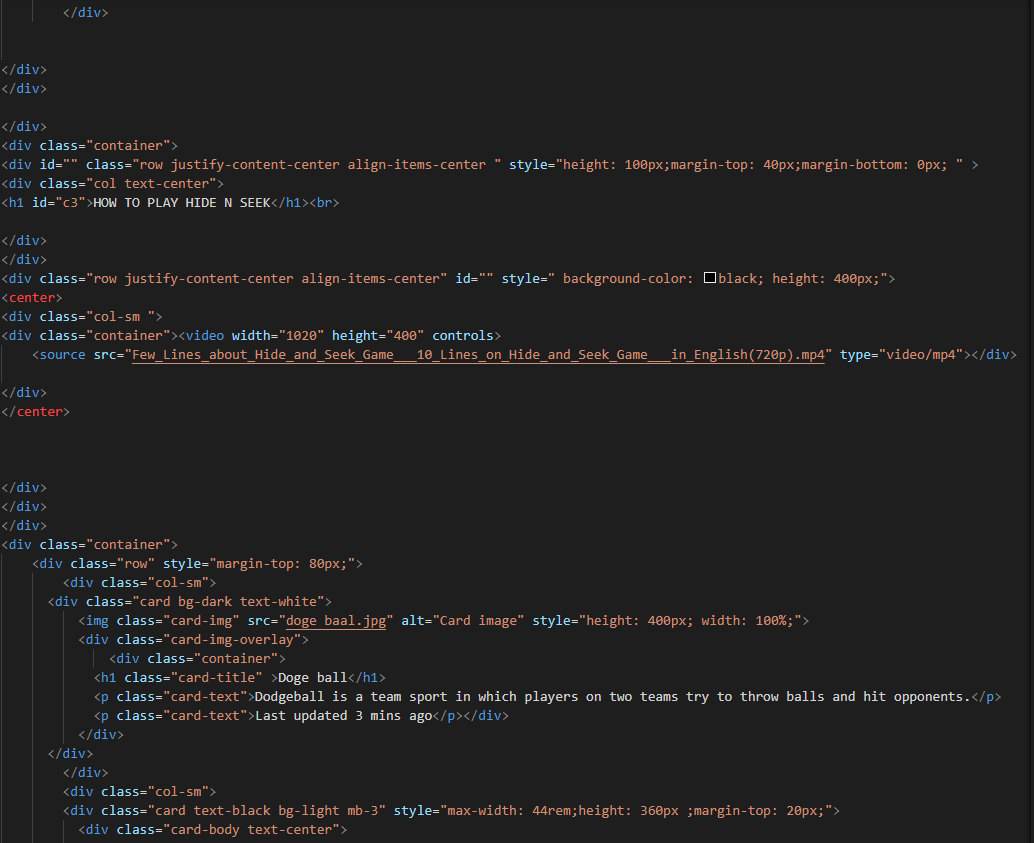 </div>
</div>
</div>
</div>
<div class="container">
<div id="" class="row justify-content-center align-items-center " style="height: 100px;margin-top: 40px;margin-bottom: 0px; " >
<div class="col text-center">
<h1 id="c3">HOW TO PLAY HIDE N SEEK</h1><br>
</div>
</div>
<div class="row justify-content-center align-items-center" id="" style=" background-color: black; height: 400px;">
<center>
<div class="col-sm ">
<div class="container"><video width="1020" height="400" controls>
<source src="Few_Lines_about_Hide_and_Seek_Game___10_Lines_on_Hide_and_Seek_Game___in_English(720p).mp4" type="video/mp4"></div>
</div>
</center>
</div>
</div>
</div>
<div class="container">
<div class="row" style="margin-top: 80px;">
<div class="col-sm">
<div class="card bg-dark text-white">
<img class="card-img" src="doge baal.jpg" alt="Card image" style="height: 400px; width: 100%;">
<div class="card-img-overlay">
<div class="container">
<h1 class="card-title" >Doge ball</h1>
<p class="card-text">Dodgeball is a team sport in which players on two teams try to throw balls and hit opponents.</p>
<p class="card-text">Last updated 3 mins ago</p></div>
</div>
</div>
</div>
<div class="col-sm">
<div class="card text-black bg-light mb-3" style="max-width: 44rem;height: 360px ;margin-top: 20px;">
<div class="card-body text-center">